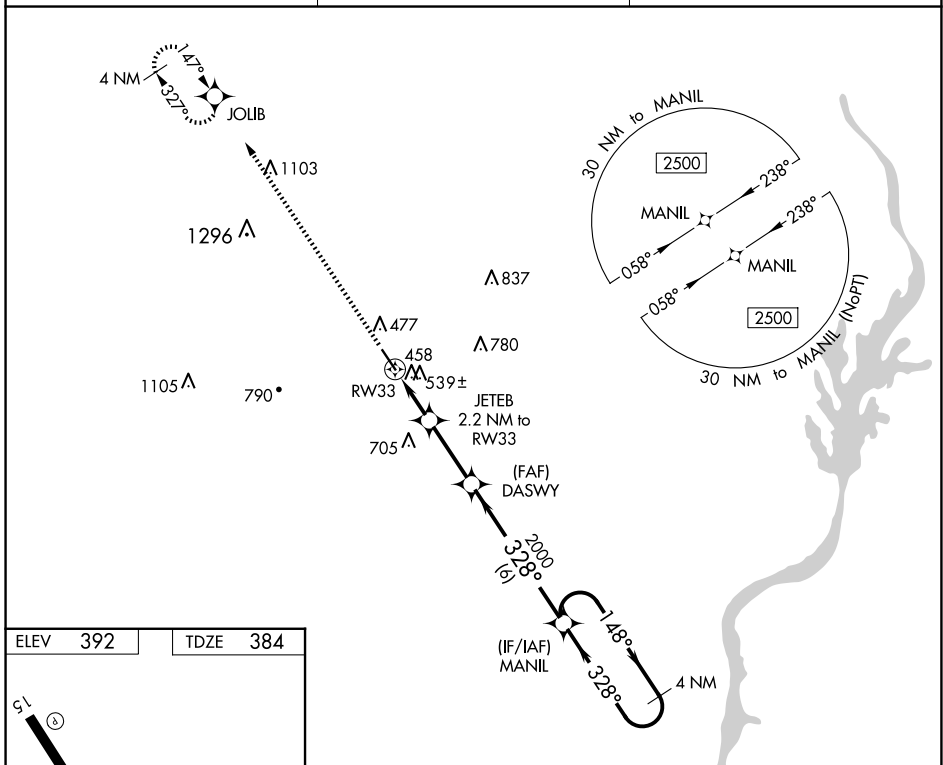 147°
4 NM
327°
JOLIB
1103
1296
30 NM to MANIL
2500
238°
MANIL
058°
238°
MANIL
058°
2500
30 NM to MANIL (NoPT)
837
477
780
458
RW33
539±
1105
790
JETEB
2.2 NM to
RW33
705
(FAF)
DASWY
2000
328°
(6)
(IF/IAF)
MANIL
148°
328°
4 NM
ELEV 392
TDZE 384
15
P